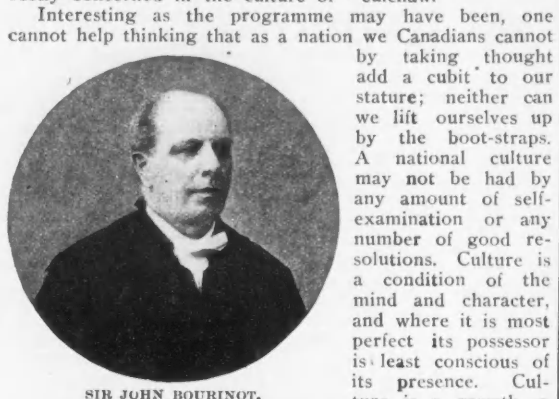 Interesting as the programme may have been, one
cannot help thinking that as a nation we Canadians cannot
by taking thought
add a cubit to our
stature; neither can
we lift ourselves up
by the boot-straps.
A national culture
may not be had by
any amount of self-
examination or any
number of good re-
solutions. Culture is
a condition of the
mind and character,
and where it is most
perfect its possessor
is least conscious of
its presence. Cul-
SIR JOHN BOURINOT.